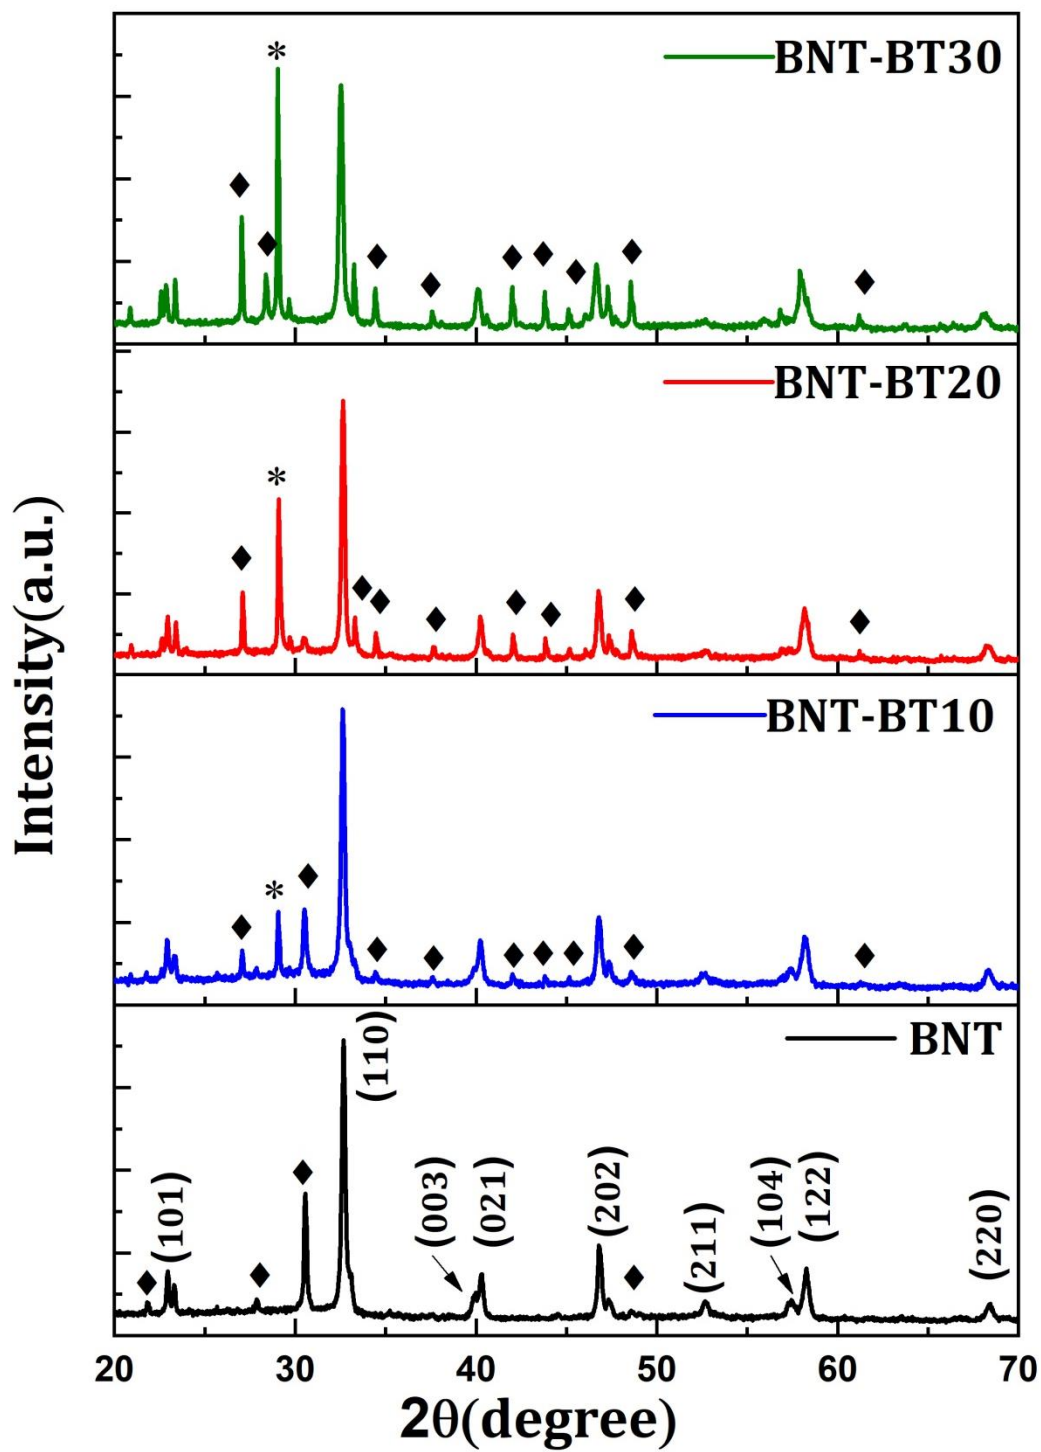 BNT-BT30
*
BNT-BT20
*
BNT-BT10
*
BNT
(101)
(110)
(003)
(021)
(202)
(211)
(104)
(122)
(220)
Intensity(a.u.)
20 30 40 50 60 70
2θ(degree)